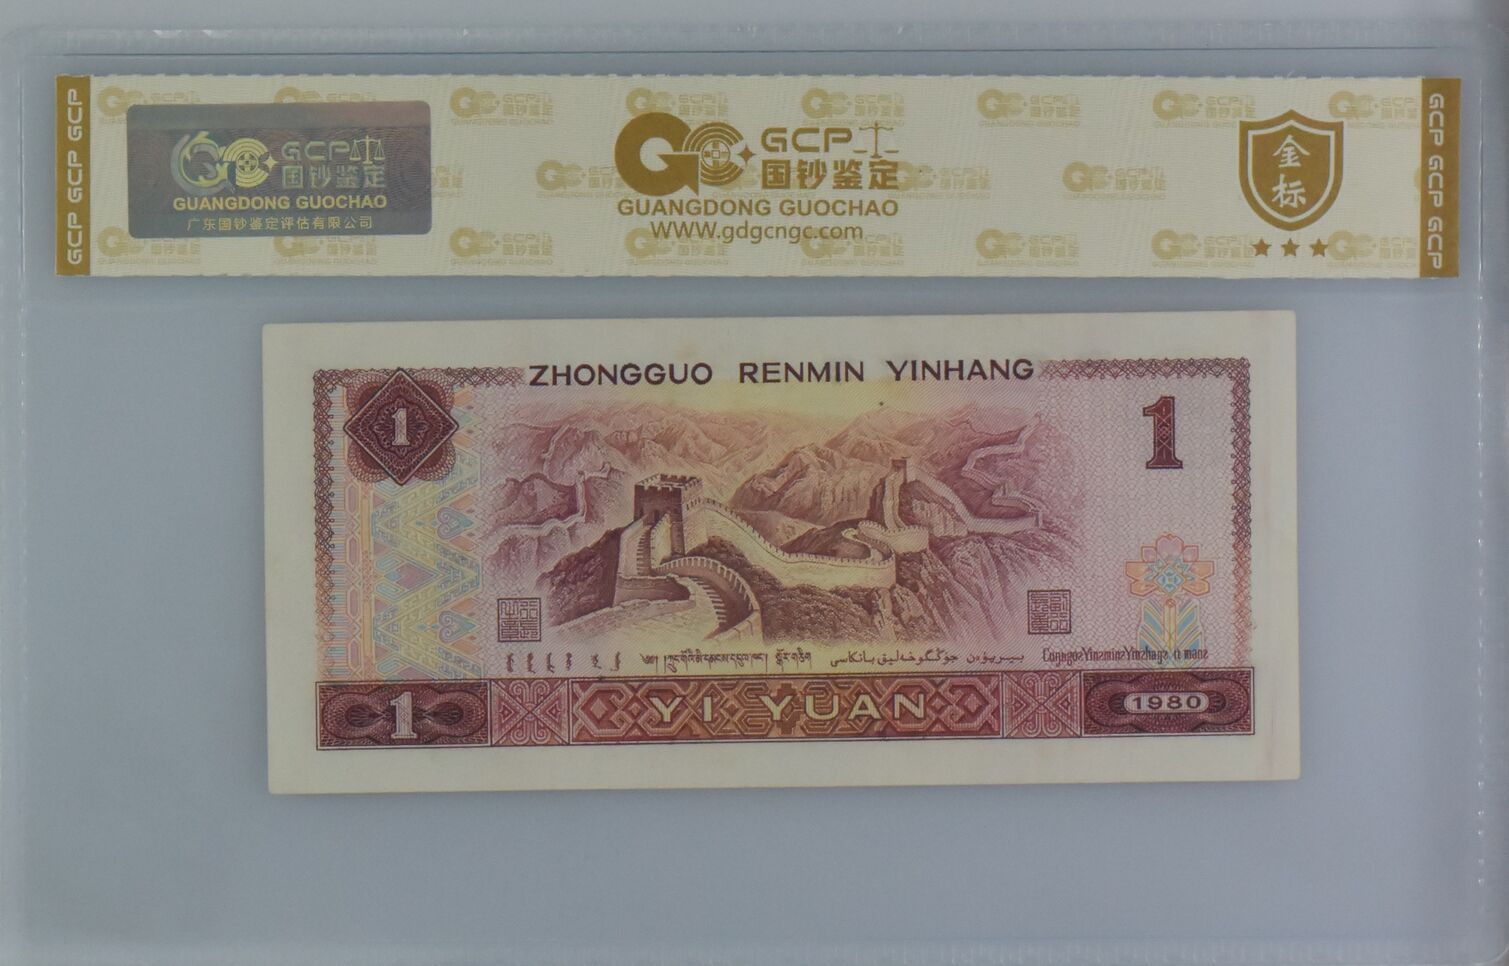 GCP GCP GCP
GCP 国钞鉴定
GUANGDONG GUOCHAO
广东国钞鉴定评估有限公司
GCP
国钞鉴定
GUANGDONG GUOCHAO
WWW.gdgcngc.com
金标
GCP GCP GCP
ZHONGGUO RENMIN YINHANG
1
1
YI YUAN
1
1980